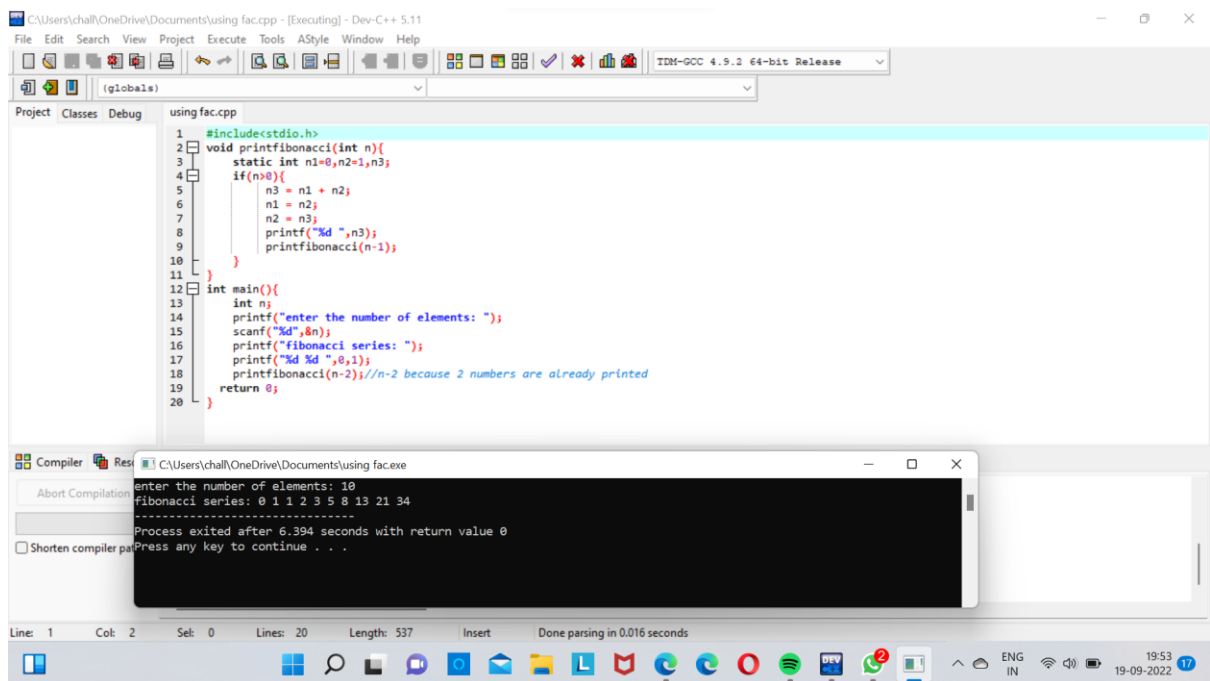 C:\Users\chall\OneDrive\Documents\using fac.cpp - [Executing] - Dev-C++ 5.11
File Edit Search View Project Execute Tools AStyle Window Help
TDM-GCC 4.9.2 64-bit Release
(globals)
Project Classes Debug using fac.cpp
1 #include<stdio.h>
2 void printfibonacci(int n){
3 static int n1=0,n2=1,n3;
4 if(n>0){
5 n3 = n1 + n2;
6 n1 = n2;
7 n2 = n3;
8 printf("%d ",n3);
9 printfibonacci(n-1);
10 }
11 }
12 int main(){
13 int n;
14 printf("enter the number of elements: ");
15 scanf("%d",&n);
16 printf("fibonacci series: ");
17 printf("%d %d ",0,1);
18 printfibonacci(n-2);//n-2 because 2 numbers are already printed
19 return 0;
20 }
Compiler Res
C:\Users\chall\OneDrive\Documents\using fac.exe
Abort Compilation
Shorten compiler pat
enter the number of elements: 10
fibonacci series: 0 1 1 2 3 5 8 13 21 34
--------------------------------
Process exited after 6.394 seconds with return value 0
Press any key to continue . . .
Line: 1 Col: 2 Sel: 0 Lines: 20 Length: 537 Insert Done parsing in 0.016 seconds
L
O
DEV
2
ENG
IN
19:53
19-09-2022
17